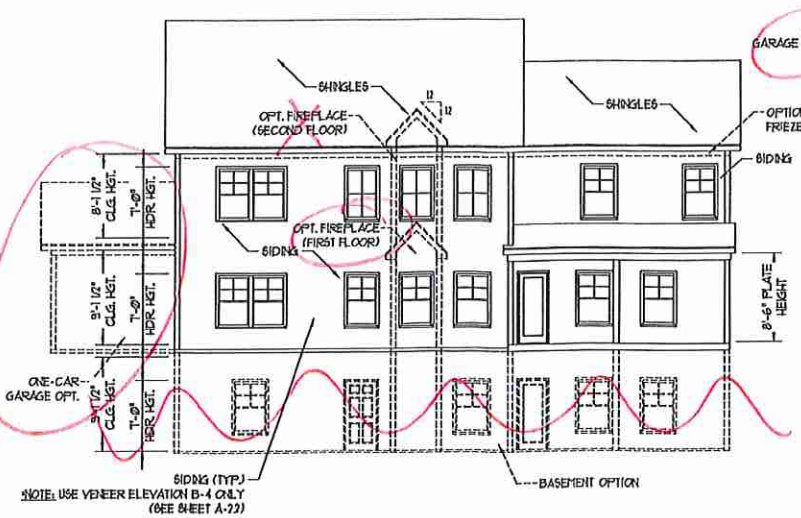 GARAGE
SHINGLES
12
12
SHINGLES
OPT. FIREPLACE
(SECOND FLOOR)
OPTIO
FRIEZE
SIDING
8'-1 1/2"
CLG. HGT.
7'-0"
HDR. HGT.
OPT. FIREPLACE
(FIRST FLOOR)
SIDING
9'-1 1/2"
CLG. HGT.
7'-0"
HDR. HGT.
8'-6" PLATE
HEIGHT
ONE-CAR
GARAGE OPT.
CLG. HGT.
7'-0"
HDR. HGT.
SIDING (TYP.)
BASEMENT OPTION
NOTE: USE VENEER ELEVATION B-4 ONLY
(SEE SHEET A-22)